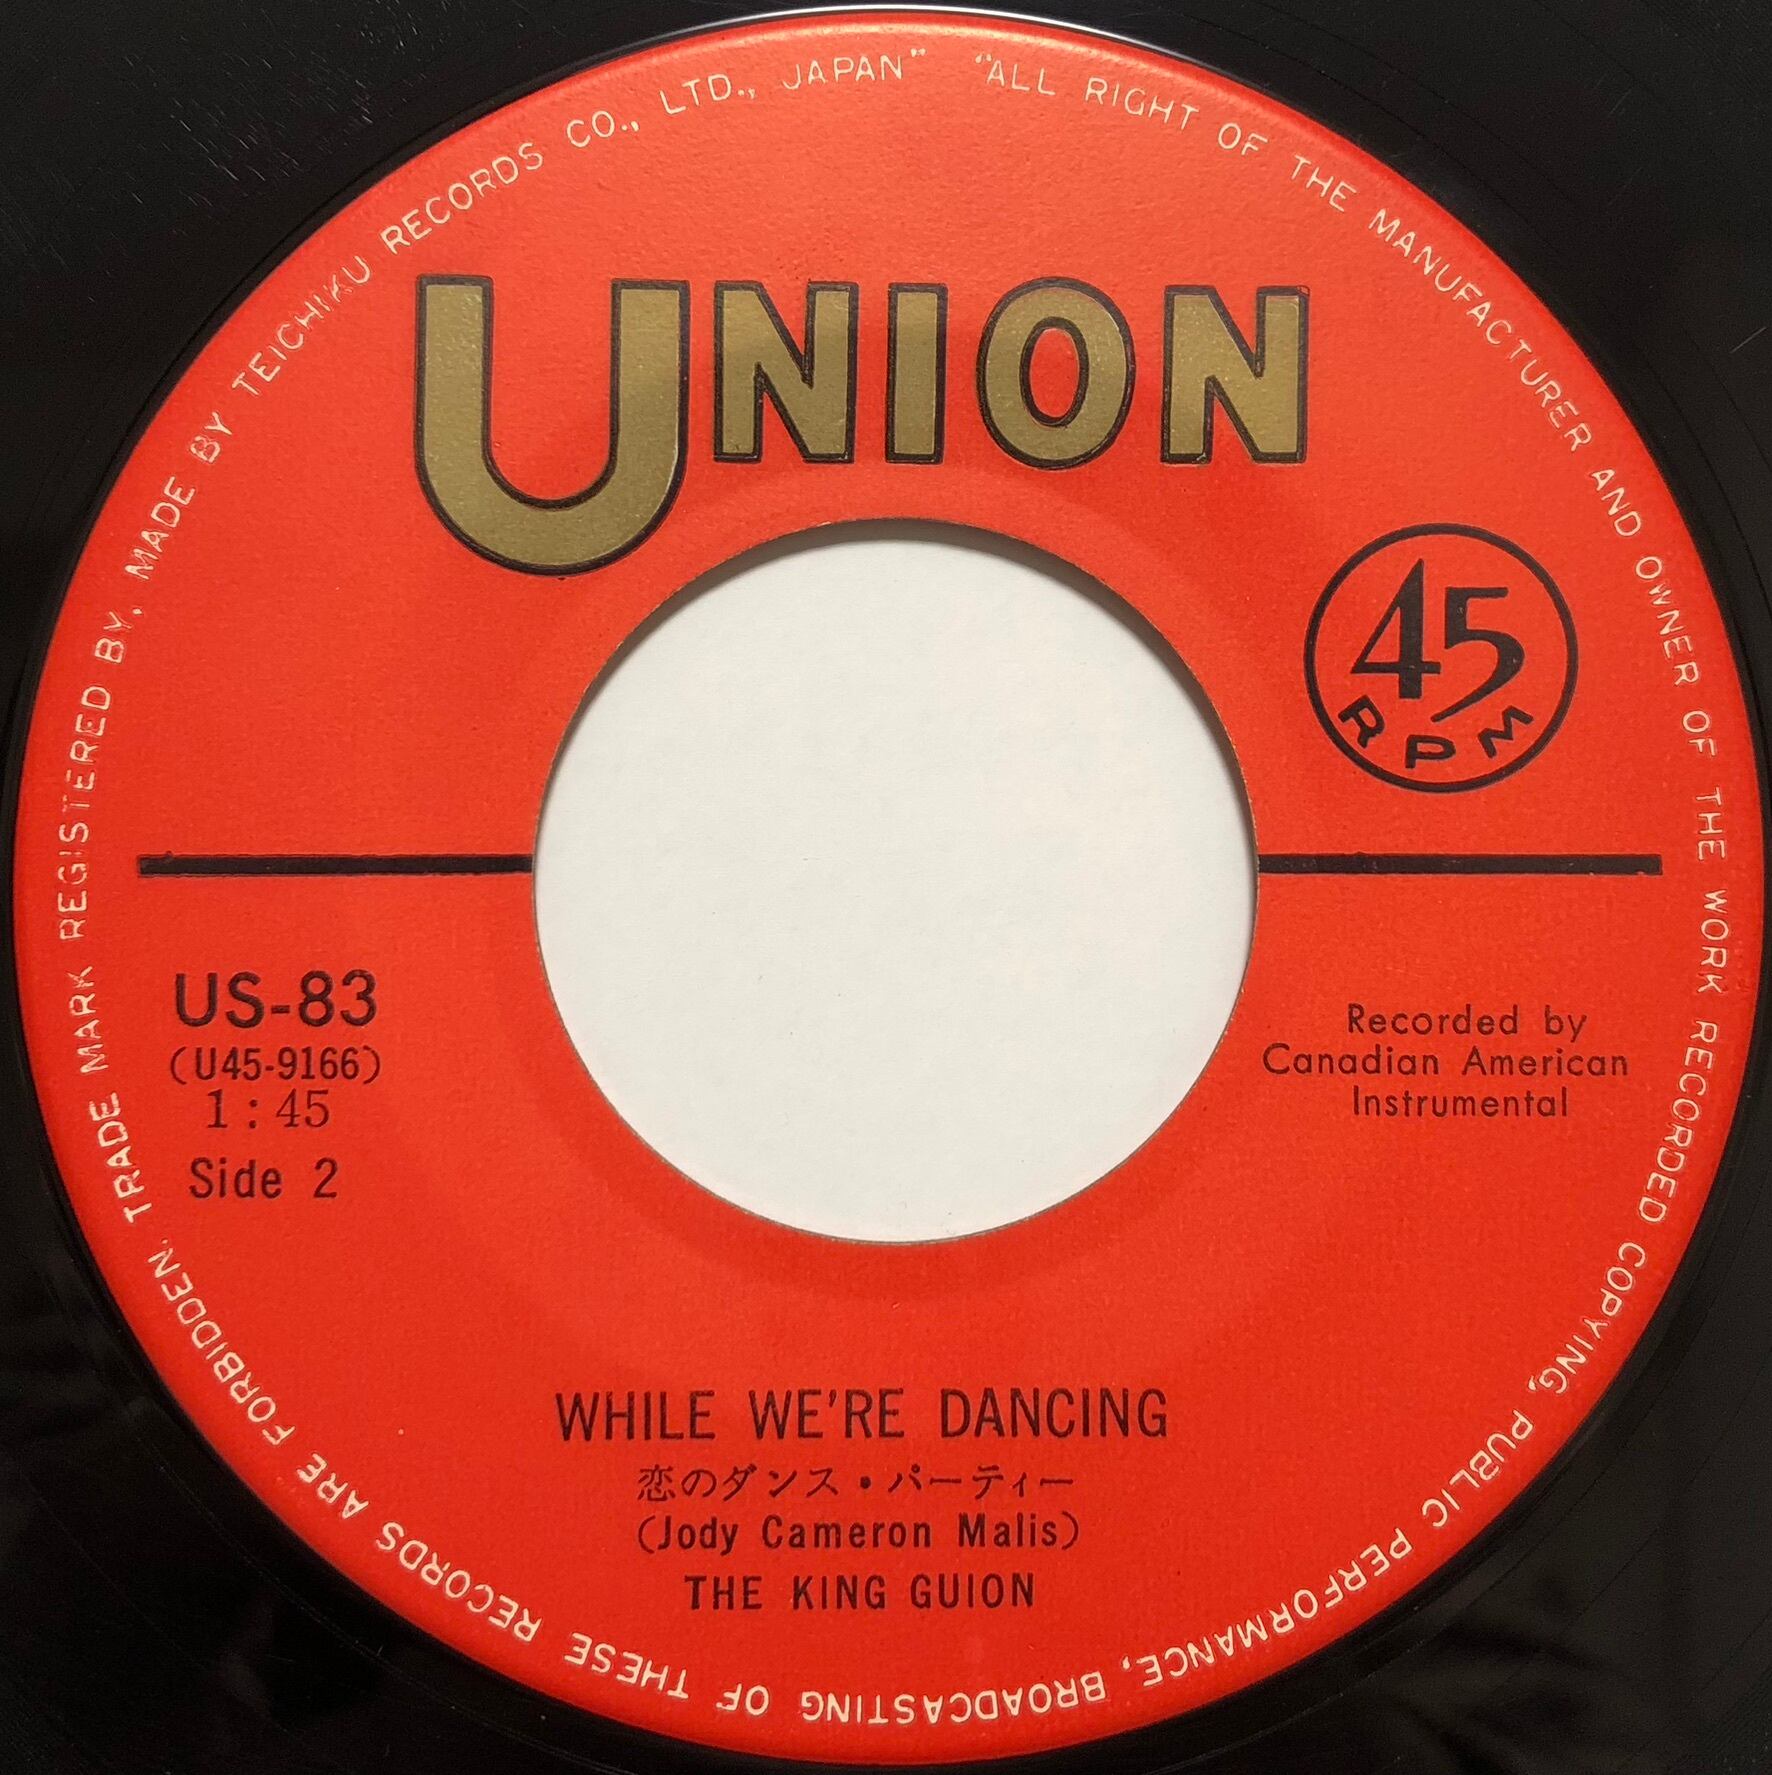 "ALL RIGHT OF THE MANUFACTURER AND OWNER OF THE WORK RECORDED COPYING, PUBLIC PERFORMANCE, BROADCASTING OF THESE RECORDS ARE FORBIDDEN. TRADE MARK REGISTERED BY. MADE BY TEICHIKU RECORDS CO., LTD., JAPAN"
UNION
45
RPM
US-83
(U45-9166)
1:45
Side 2
Recorded by
Canadian American
Instrumental
WHILE WE'RE DANCING
恋のダンス・パーティー
(Jody Cameron Malis)
THE KING GUION